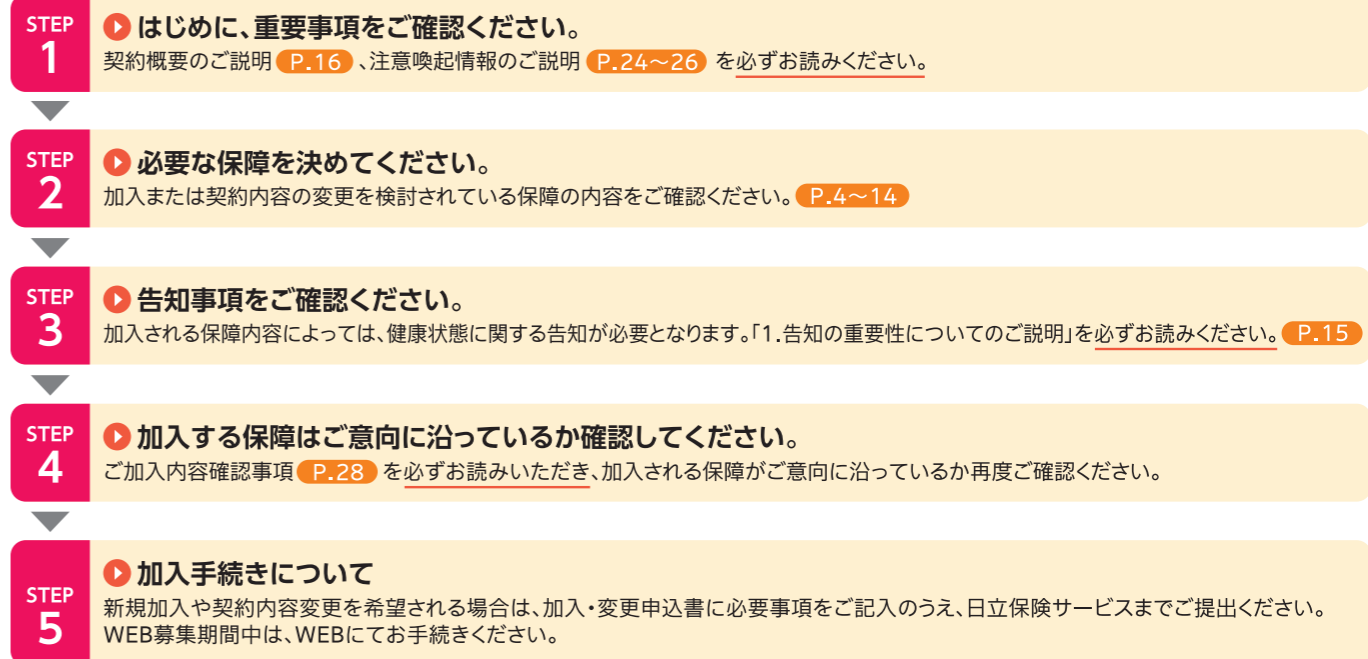 STEP
1
はじめに、重要事項をご確認ください。
契約概要のご説明 P.16 、注意喚起情報のご説明 P.24～26 を必ずお読みください。
STEP
2
必要な保障を決めてください。
加入または契約内容の変更を検討されている保障の内容をご確認ください。 P.4～14
STEP
3
告知事項をご確認ください。
加入される保障内容によっては、健康状態に関する告知が必要となります。「1.告知の重要性についてのご説明」を必ずお読みください。 P.15
STEP
4
加入する保障はご意向に沿っているか確認してください。
ご加入内容確認事項 P.28 を必ずお読みいただき、加入される保障がご意向に沿っているか再度ご確認ください。
STEP
5
加入手続きについて
新規加入や契約内容変更を希望される場合は、加入・変更申込書に必要事項をご記入のうえ、日立保険サービスまでご提出ください。
WEB募集期間中は、WEBにてお手続きください。